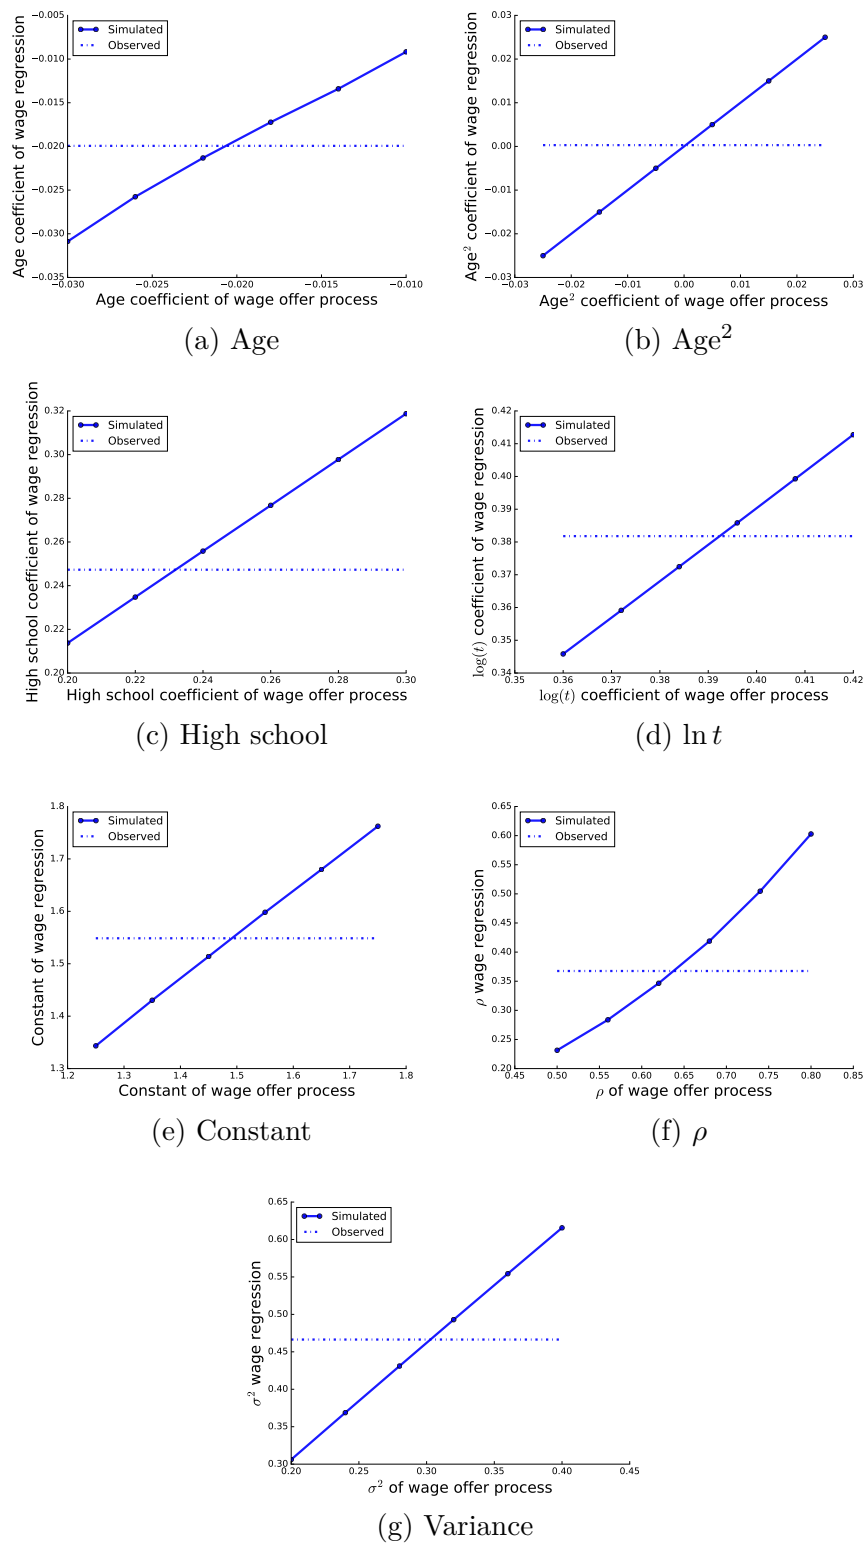 Age coefficient of wage regression
−0.005
−0.010
−0.015
−0.020
−0.025
−0.030
−0.035
Simulated
Observed
−0.030 −0.025 −0.020 −0.015 −0.010
Age coefficient of wage offer process
(a) Age
Age² coefficient of wage regression
0.03
0.02
0.01
0.00
−0.01
−0.02
−0.03
Simulated
Observed
−0.03 −0.02 −0.01 0.00 0.01 0.02 0.03
Age² coefficient of wage offer process
(b) Age²
High school coefficient of wage regression
0.32
0.30
0.28
0.26
0.24
0.22
0.20
Simulated
Observed
0.20 0.22 0.24 0.26 0.28 0.30
High school coefficient of wage offer process
(c) High school
log(t) coefficient of wage regression
0.42
0.41
0.40
0.39
0.38
0.37
0.36
0.35
0.34
Simulated
Observed
0.35 0.36 0.37 0.38 0.39 0.40 0.41 0.42
log(t) coefficient of wage offer process
(d) ln t
Constant of wage regression
1.8
1.7
1.6
1.5
1.4
1.3
Simulated
Observed
1.2 1.3 1.4 1.5 1.6 1.7 1.8
Constant of wage offer process
(e) Constant
ρ wage regression
0.65
0.60
0.55
0.50
0.45
0.40
0.35
0.30
0.25
0.20
Simulated
Observed
0.45 0.50 0.55 0.60 0.65 0.70 0.75 0.80 0.85
ρ of wage offer process
(f) ρ
σ² wage regression
0.65
0.60
0.55
0.50
0.45
0.40
0.35
0.30
Simulated
Observed
0.20 0.25 0.30 0.35 0.40 0.45
σ² of wage offer process
(g) Variance